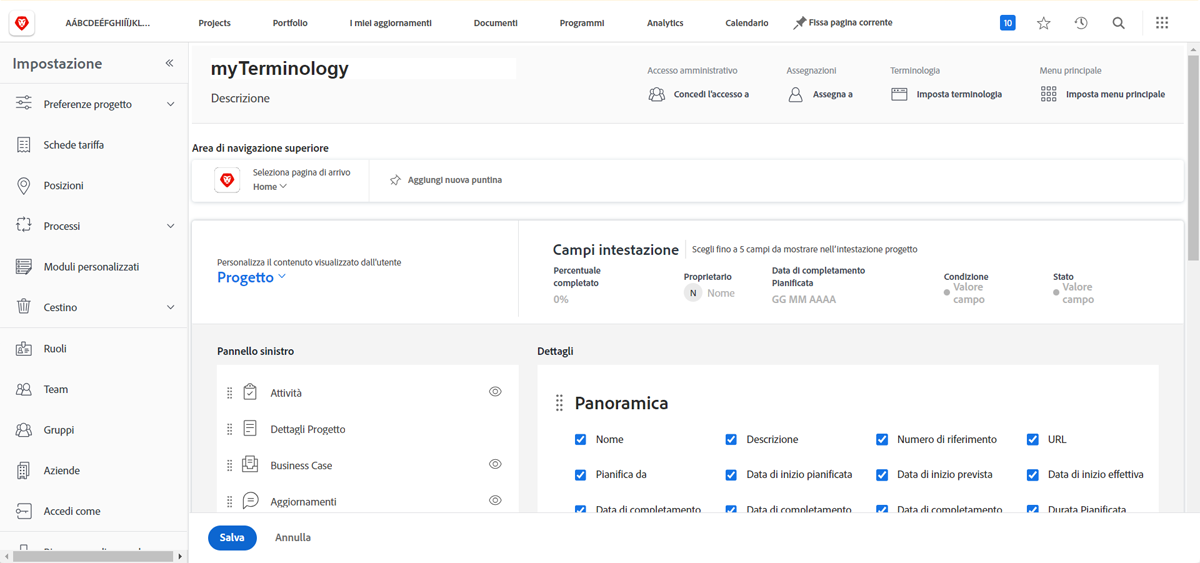 AÁBCDEÉFGHIÍJKL...
Projects
Portfolio
I miei aggiornamenti
Documenti
Programmi
Analytics
Calendario
Fissa pagina corrente
10
Impostazione
Preferenze progetto
Schede tariffa
Posizioni
Processi
Moduli personalizzati
Cestino
Ruoli
Team
Gruppi
Aziende
Accedi come
myTerminology
Descrizione
Accesso amministrativo
Concedi l'accesso a
Assegnazioni
Assegna a
Terminologia
Imposta terminologia
Menu principale
Imposta menu principale
Area di navigazione superiore
Seleziona pagina di arrivo
Home
Aggiungi nuova puntina
Personalizza il contenuto visualizzato dall'utente
Progetto
Campi intestazione
Scegli fino a 5 campi da mostrare nell'intestazione progetto
Percentuale
completato
0%
Proprietario
N Nome
Data di completamento
Pianificata
GG MM AAAA
Condizione
Valore
campo
Stato
Valore
campo
Pannello sinistro
Attività
Dettagli Progetto
Business Case
Aggiornamenti
Dettagli
Panoramica
Nome
Descrizione
Numero di riferimento
URL
Pianifica da
Data di inizio pianificata
Data di inizio prevista
Data di inizio effettiva
Data di completamento
Data di completamento
Data di completamento
Durata Pianificata
Salva
Annulla